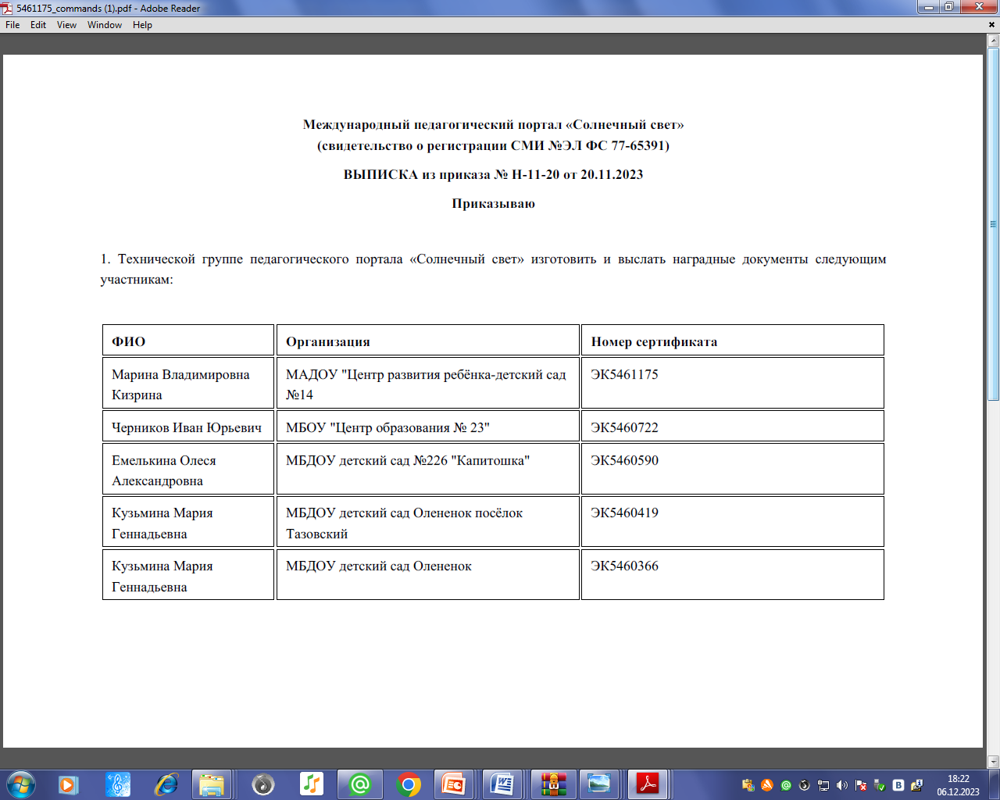 5461175_commands (1).pdf - Adobe Reader
File Edit View Window Help
Международный педагогический портал «Солнечный свет»
(свидетельство о регистрации СМИ №ЭЛ ФС 77-65391)
ВЫПИСКА из приказа № Н-11-20 от 20.11.2023
Приказываю
1. Технической группе педагогического портала «Солнечный свет» изготовить и выслать наградные документы следующим
участникам:
ФИО Организация Номер сертификата
Марина Владимировна МАДОУ "Центр развития ребёнка-детский сад ЭК5461175
Кизрина №14
Черников Иван Юрьевич МБОУ "Центр образования № 23" ЭК5460722
Емелькина Олеся МБДОУ детский сад №226 "Капитошка" ЭК5460590
Александровна
Кузьмина Мария МБДОУ детский сад Олененок посёлок ЭК5460419
Геннадьевна Тазовский
Кузьмина Мария МБДОУ детский сад Олененок ЭК5460366
Геннадьевна
18:22
06.12.2023